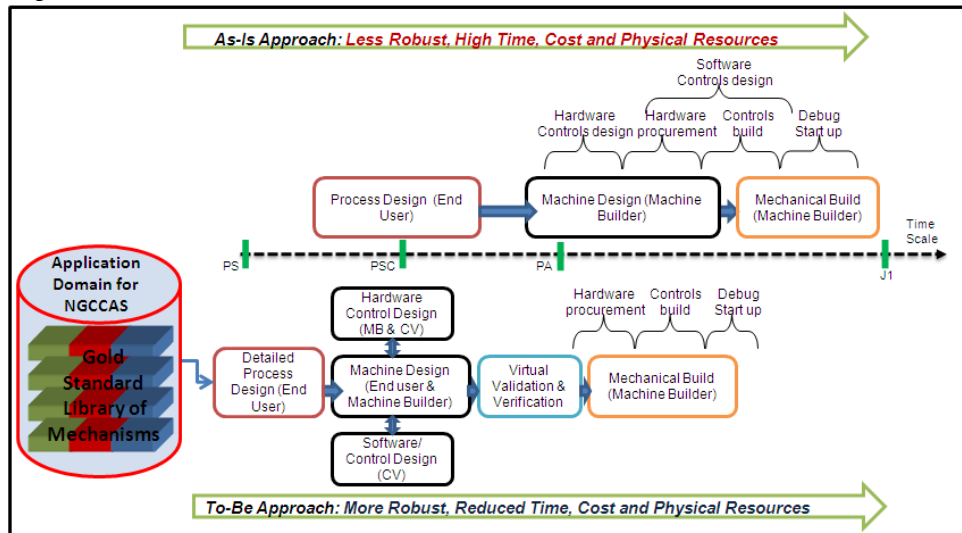 As-Is Approach: Less Robust, High Time, Cost and Physical Resources
Software
Controls design
Hardware
Controls design
Hardware
procurement
Controls
build
Debug
Start up
Process Design (End
User)
Machine Design (Machine
Builder)
Mechanical Build
(Machine Builder)
Time
Scale
PS
PSC
PA
J1
Application
Domain for
NGCCAS
Gold
Standard
Library of
Mechanisms
Hardware
Control Design
(MB & CV)
Hardware
procurement
Controls
build
Debug
Start up
Detailed
Process
Design (End
User)
Machine Design
(End user &
Machine Builder)
Virtual
Validation &
Verification
Mechanical Build
(Machine Builder)
Software/
Control Design
(CV)
To-Be Approach: More Robust, Reduced Time, Cost and Physical Resources